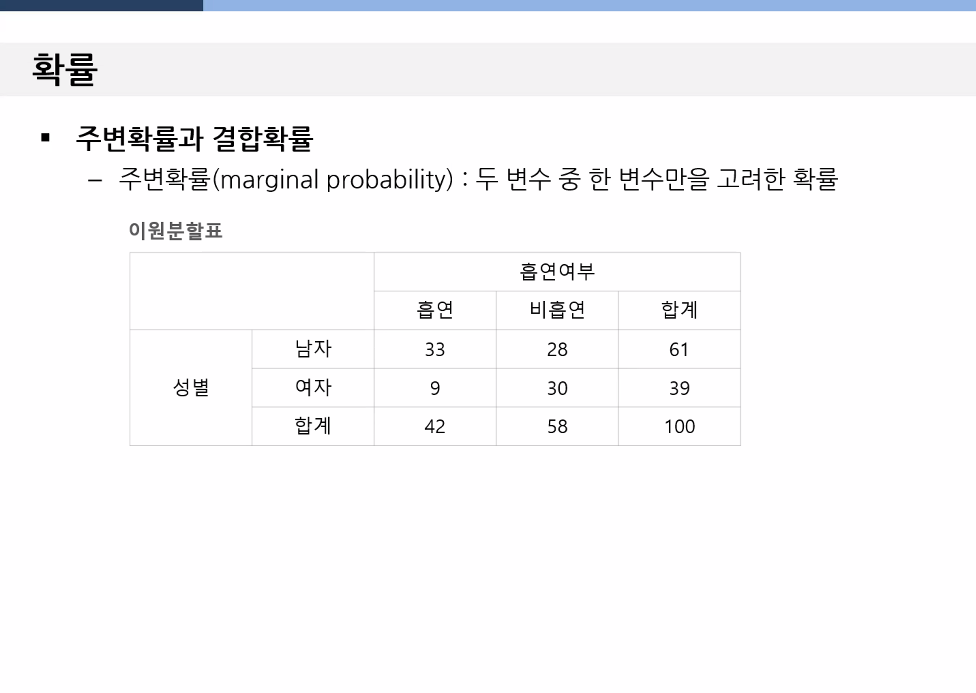 확률
▪ 주변확률과 결합확률
– 주변확률(marginal probability) : 두 변수 중 한 변수만을 고려한 확률
이원분할표
흡연여부
흡연 비흡연 합계
성별
남자 33 28 61
여자 9 30 39
합계 42 58 100